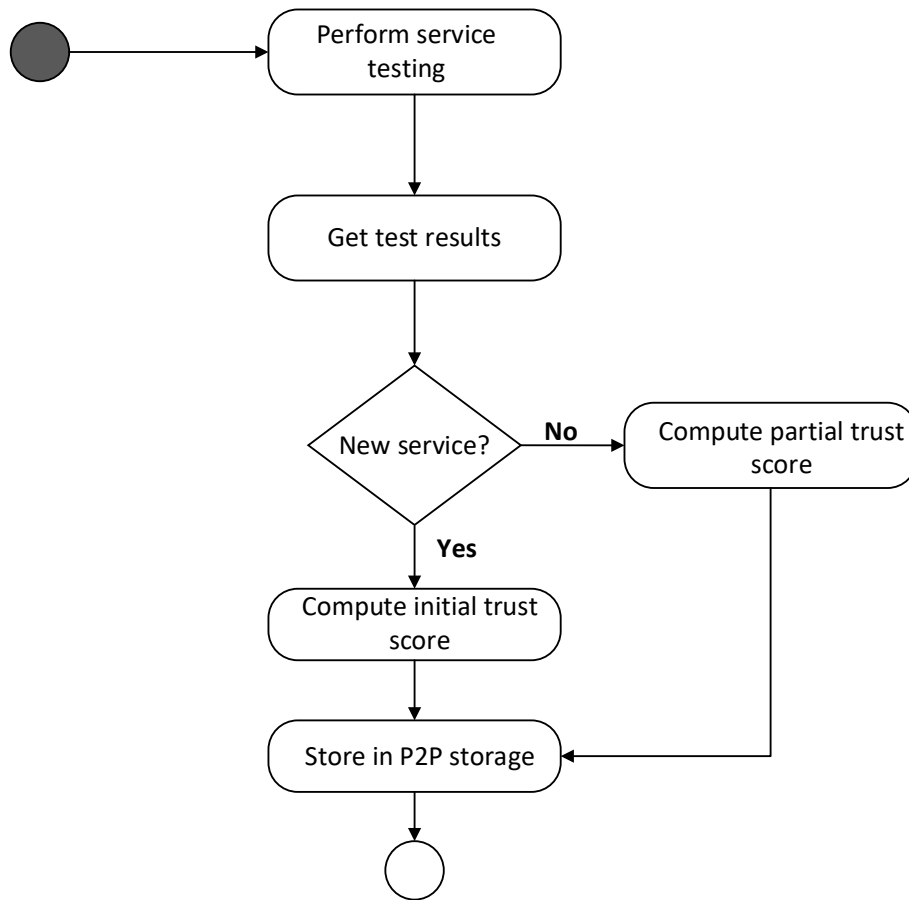 Perform service
testing
Get test results
New service?
No
Compute partial trust
score
Yes
Compute initial trust
score
Store in P2P storage